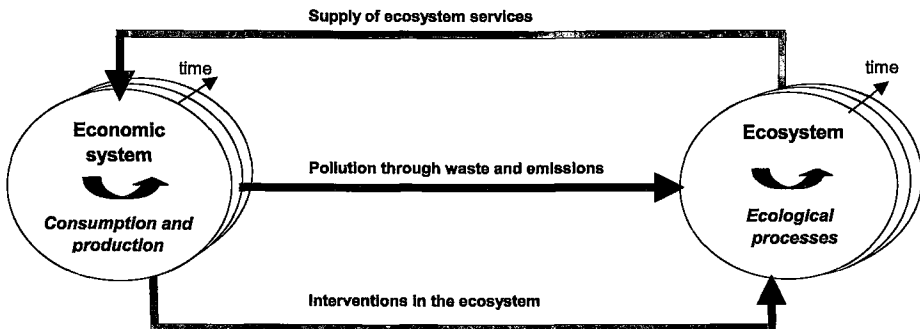 Supply of ecosystem services
time
time
Economic
system
Consumption and
production
Pollution through waste and emissions
Ecosystem
Ecological
processes
Interventions in the ecosystem